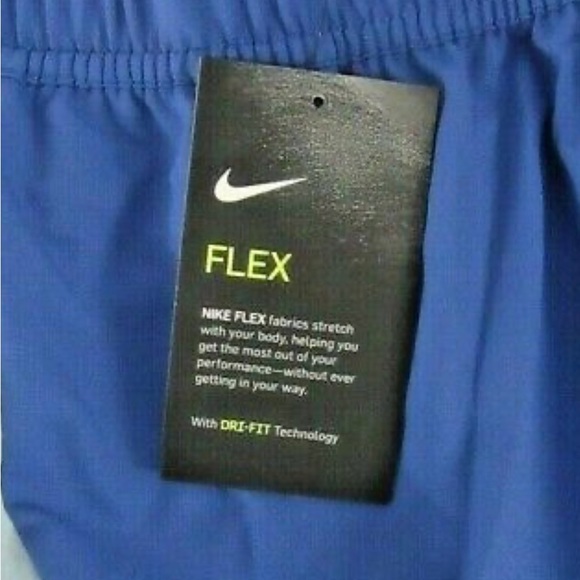 FLEX
NIKE FLEX fabrics stretch
with your body, helping you
get the most out of your
performance—without ever
getting in your way.
With DRI-FIT Technology